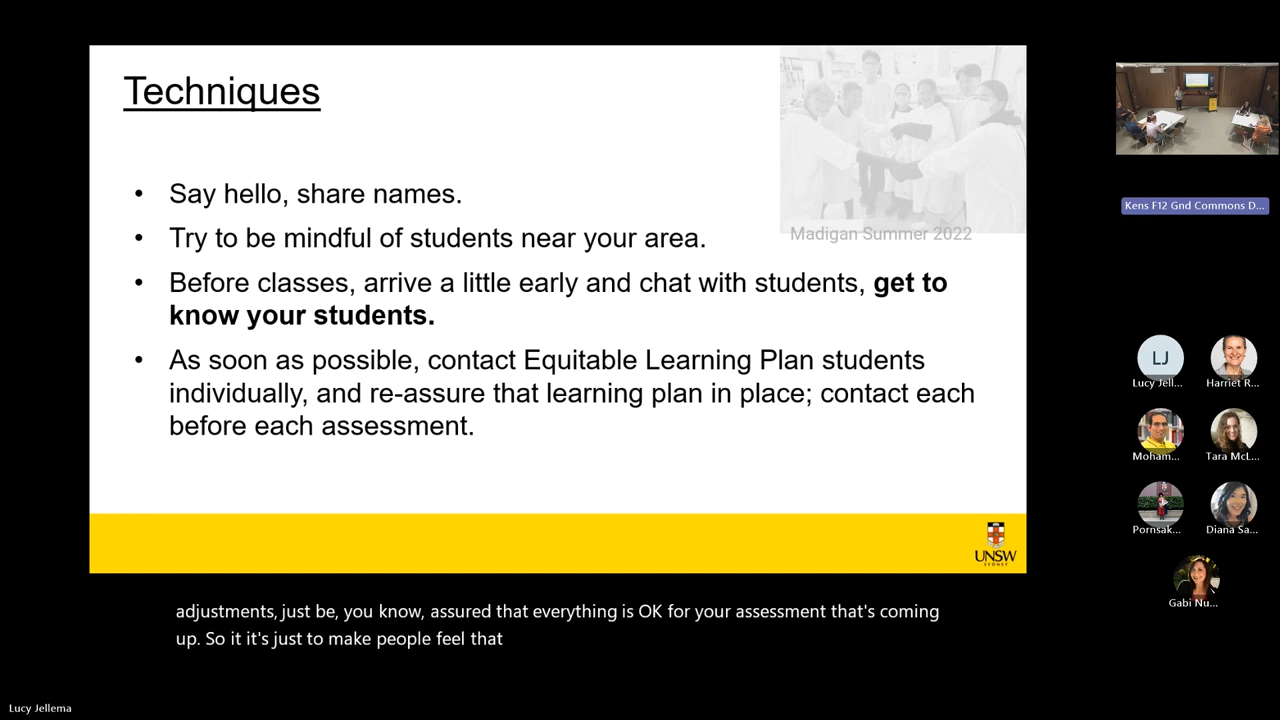 Techniques
• Say hello, share names.
• Try to be mindful of students near your area.
• Before classes, arrive a little early and chat with students, get to
know your students.
• As soon as possible, contact Equitable Learning Plan students
individually, and re-assure that learning plan in place; contact each
before each assessment.
Madigan Summer 2022
UNSW
SYDNEY
adjustments, just be, you know, assured that everything is OK for your assessment that's coming
up. So it it's just to make people feel that
Lucy Jellema
Kens F12 Gnd Commons D...
LJ
Lucy Jell...
Harriet R...
Moham...
Tara McL...
Pornsak...
Diana Sa...
Gabi Nu...